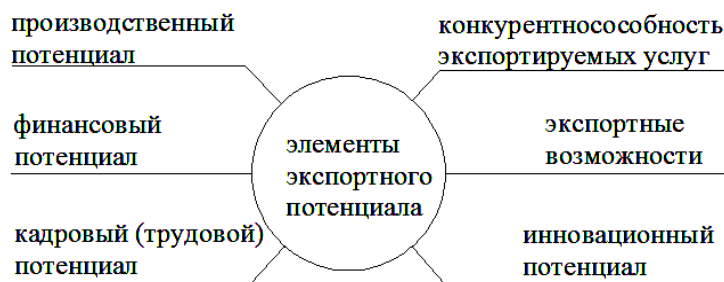 производственный
потенциал
конкурентносособность
экспортируемых услуг
финансовый
потенциал
элементы
экспортного
потенциала
экспортные
возможности
кадровый (трудовой)
потенциал
инновационный
потенциал